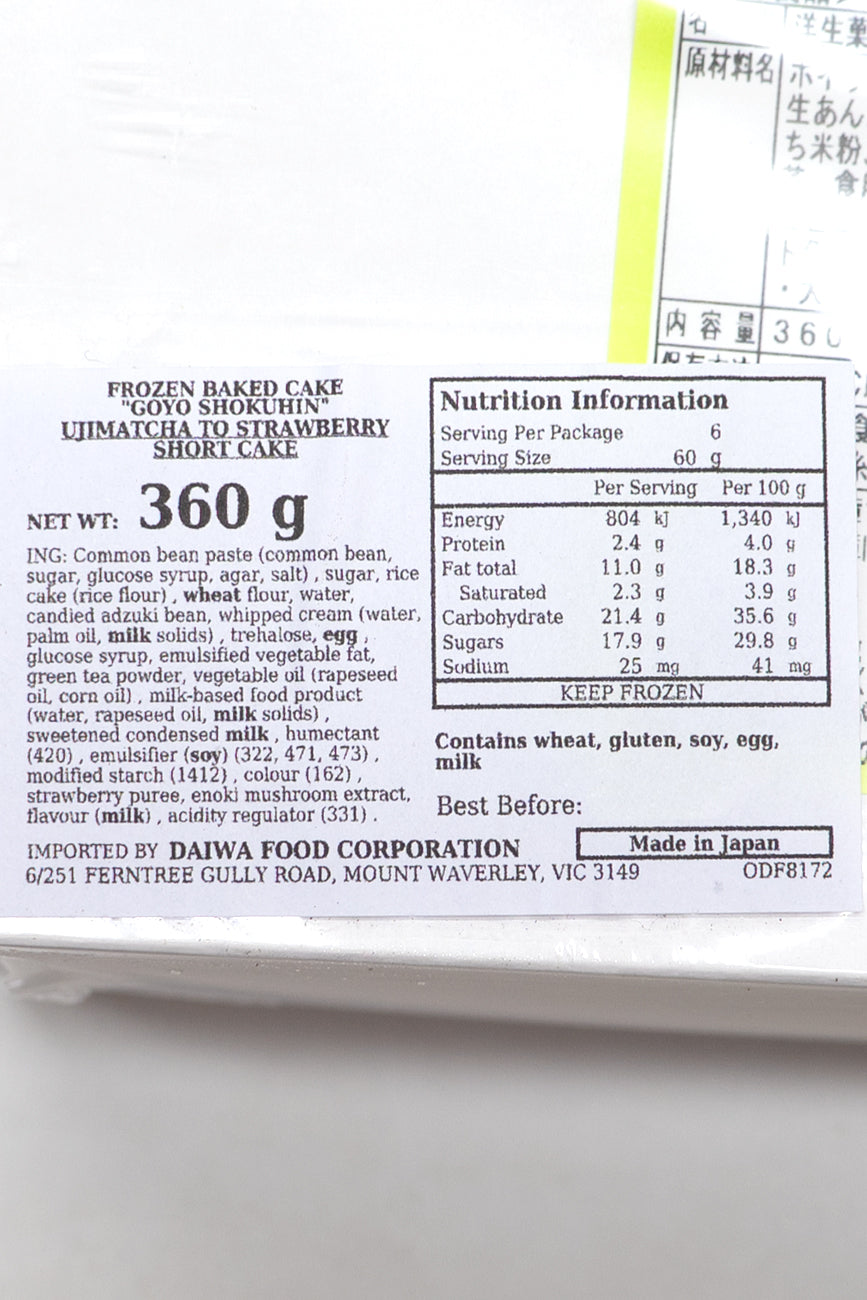 名 洋生菓
原材料名
生あん
ち米粉、
食
内容量 360
FROZEN BAKED CAKE
"GOYO SHOKUHIN"
UJIMATCHA TO STRAWBERRY
SHORT CAKE
NET WT: 360 g
ING: Common bean paste (common bean,
sugar, glucose syrup, agar, salt) , sugar, rice
cake (rice flour) , wheat flour, water,
candied adzuki bean, whipped cream (water,
palm oil, milk solids) , trehalose, egg ,
glucose syrup, emulsified vegetable fat,
green tea powder, vegetable oil (rapeseed
oil, corn oil) , milk-based food product
(water, rapeseed oil, milk solids) ,
sweetened condensed milk , humectant
(420) , emulsifier (soy) (322, 471, 473) ,
modified starch (1412) , colour (162) ,
strawberry puree, enoki mushroom extract,
flavour (milk) , acidity regulator (331) .
Nutrition Information
Serving Per Package 6
Serving Size 60 g
Per Serving Per 100 g
Energy 804 kJ 1,340 kJ
Protein 2.4 g 4.0 g
Fat total 11.0 g 18.3 g
Saturated 2.3 g 3.9 g
Carbohydrate 21.4 g 35.6 g
Sugars 17.9 g 29.8 g
Sodium 25 mg 41 mg
KEEP FROZEN
Contains wheat, gluten, soy, egg,
milk
Best Before:
IMPORTED BY DAIWA FOOD CORPORATION
Made in Japan
6/251 FERNTREE GULLY ROAD, MOUNT WAVERLEY, VIC 3149
ODF8172